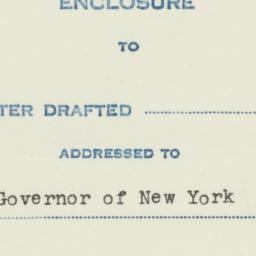 ENCLOSURE
TO
TER DRAFTED
ADDRESSED TO
Governor of New York